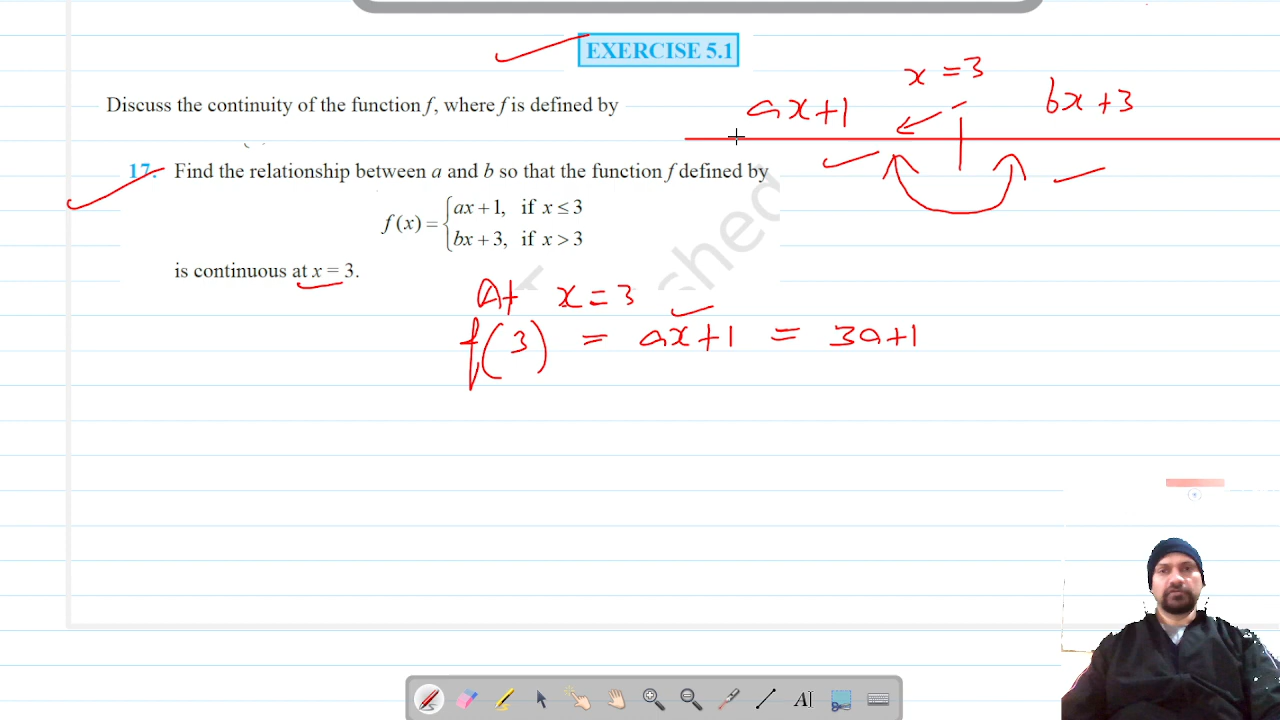 EXERCISE 5.1
x = 3
Discuss the continuity of the function f, where f is defined by
ax+1
bx+3
17. Find the relationship between a and b so that the function f defined by
f(x) = { ax + 1, if x ≤ 3
bx + 3, if x > 3
is continuous at x = 3.
At x = 3
f(3) = ax+1 = 3a+1
shed
AI